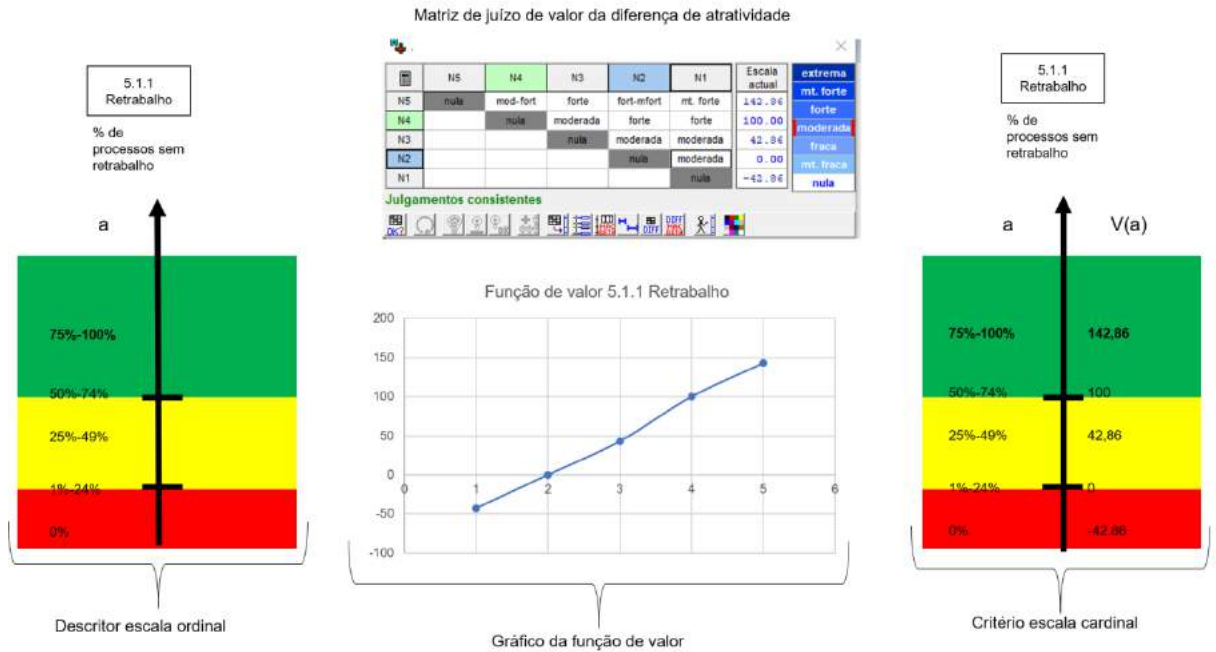 Matriz de juízo de valor da diferença de atratividade
5.1.1
Retrabalho
% de
processos sem
retrabalho
a
75%-100%
50%-74%
25%-49%
1%-24%
0%
Descritor escala ordinal
N5 N4 N3 N2 N1 Escala actual
N5 nula mod-fort forte fort-mfort mt. forte 142.86
N4 nula moderada forte forte 100.00
N3 nula moderada moderada 42.86
N2 nula moderada 0.00
N1 nula -42.86
extrema
mt. forte
forte
moderada
fraca
mt. fraca
nula
Julgamentos consistentes
OK?
DIFF
DIFF
Função de valor 5.1.1 Retrabalho
200
150
100
50
0
-50
-100
0 1 2 3 4 5 6
Gráfico da função de valor
5.1.1
Retrabalho
% de
processos sem
retrabalho
a V(a)
75%-100% 142,86
50%-74% 100
25%-49% 42,86
1%-24% 0
0% -42.86
Critério escala cardinal